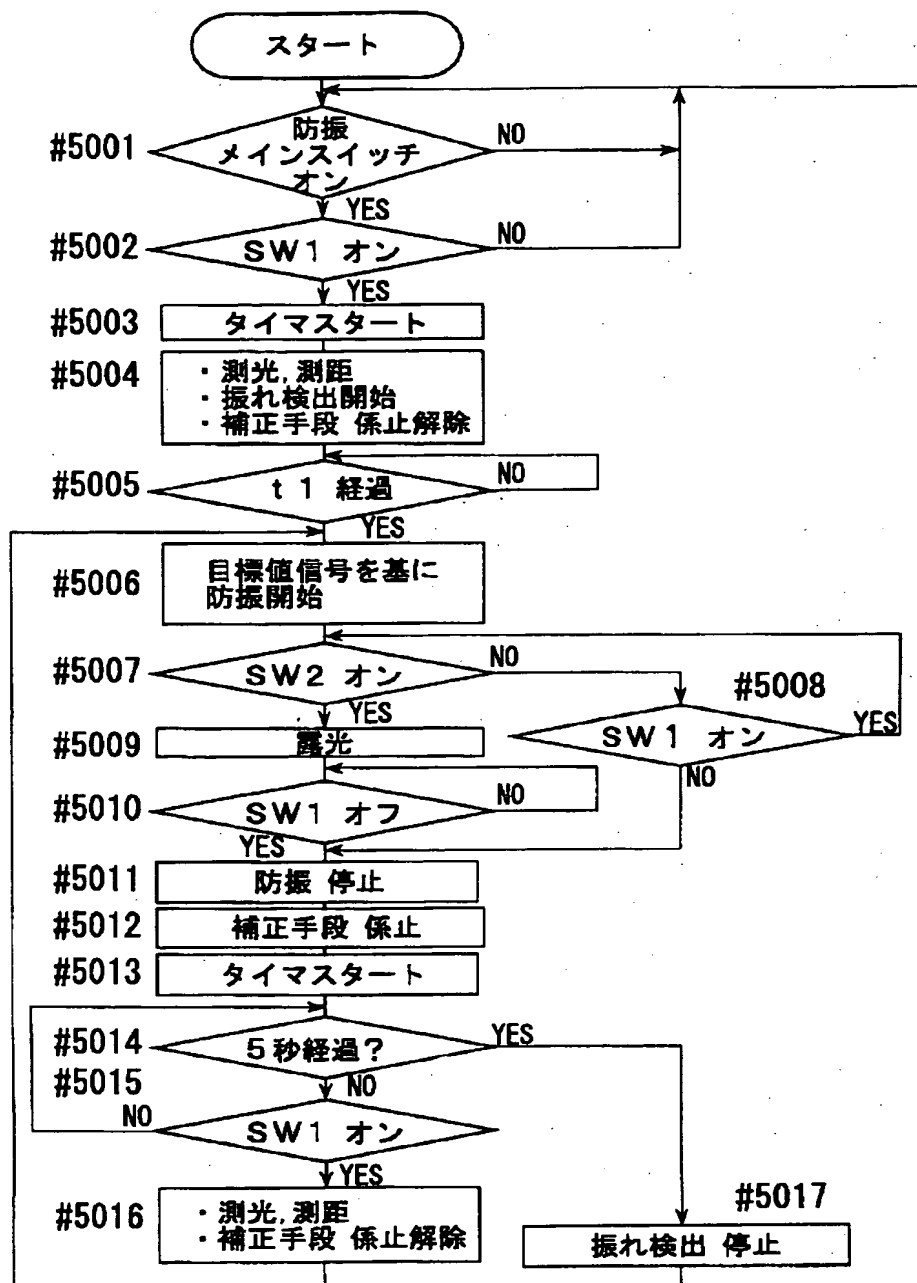 スタート
#5001
防振
メインスイッチ
オン
NO
YES
#5002
SW1 オン
NO
YES
#5003
タイマスタート
#5004
・測光,測距
・振れ検出開始
・補正手段 係止解除
#5005
t1 経過
NO
YES
#5006
目標値信号を基に
防振開始
#5007
SW2 オン
NO
YES
#5008
SW1 オン
YES
NO
#5009
露光
#5010
SW1 オフ
NO
YES
#5011
防振 停止
#5012
補正手段 係止
#5013
タイマスタート
#5014
5秒経過?
YES
NO
#5015
NO
SW1 オン
YES
#5016
・測光,測距
・補正手段 係止解除
#5017
振れ検出 停止